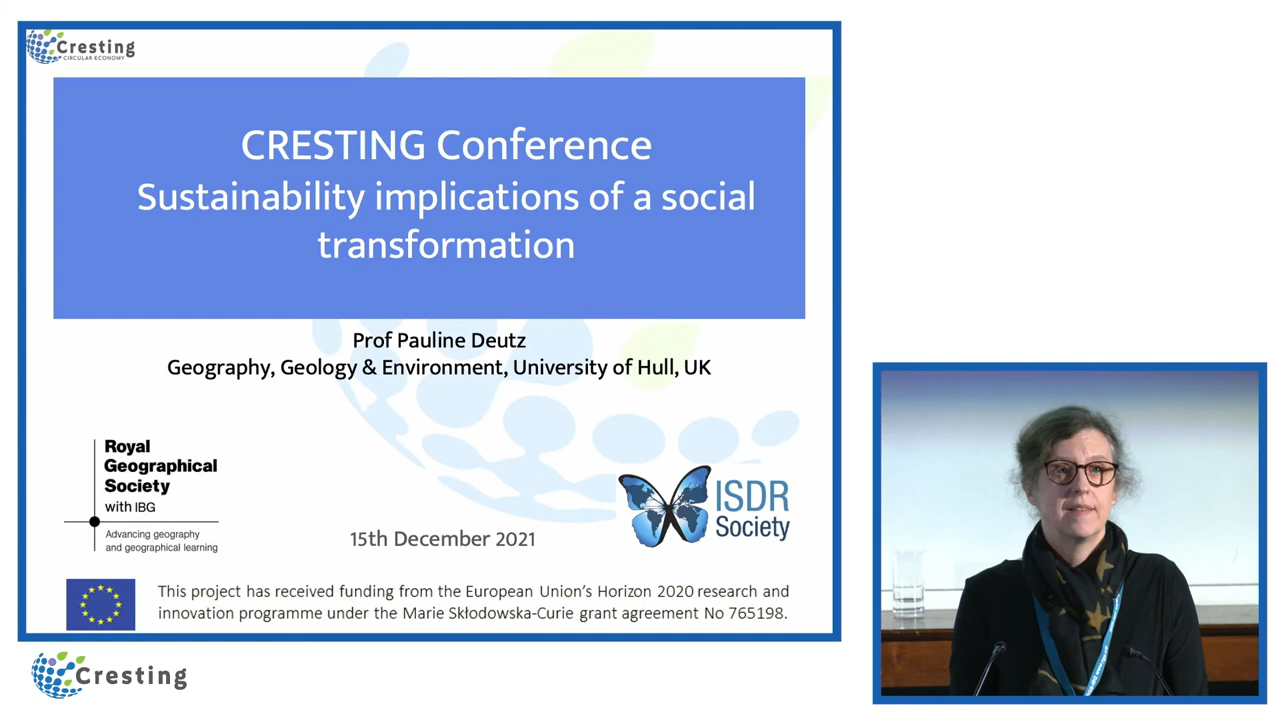 Cresting
CIRCULAR ECONOMY
CRESTING Conference
Sustainability implications of a social
transformation
Prof Pauline Deutz
Geography, Geology & Environment, University of Hull, UK
Royal
Geographical
Society
with IBG
Advancing geography
and geographical learning
15th December 2021
ISDR
Society
This project has received funding from the European Union's Horizon 2020 research and
innovation programme under the Marie Skłodowska-Curie grant agreement No 765198.
Cresting